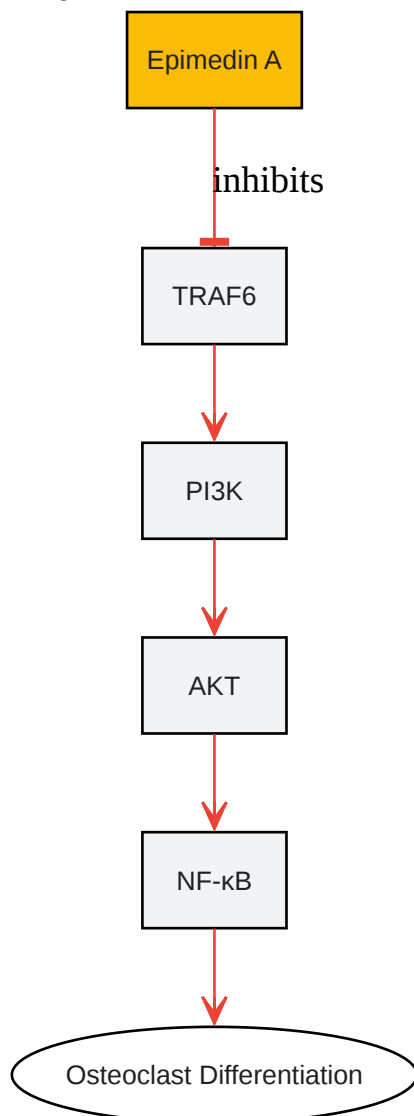 Epimedin A
inhibits
TRAF6
PI3K
AKT
NF-κB
Osteoclast Differentiation